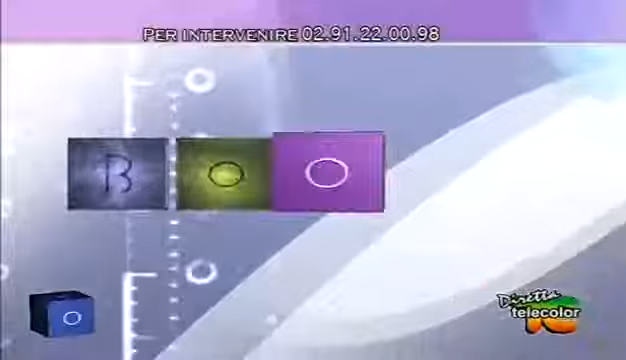 PER INTERVENIRE 02.91.22.00.98
B O O
O
Diretta
telecolor